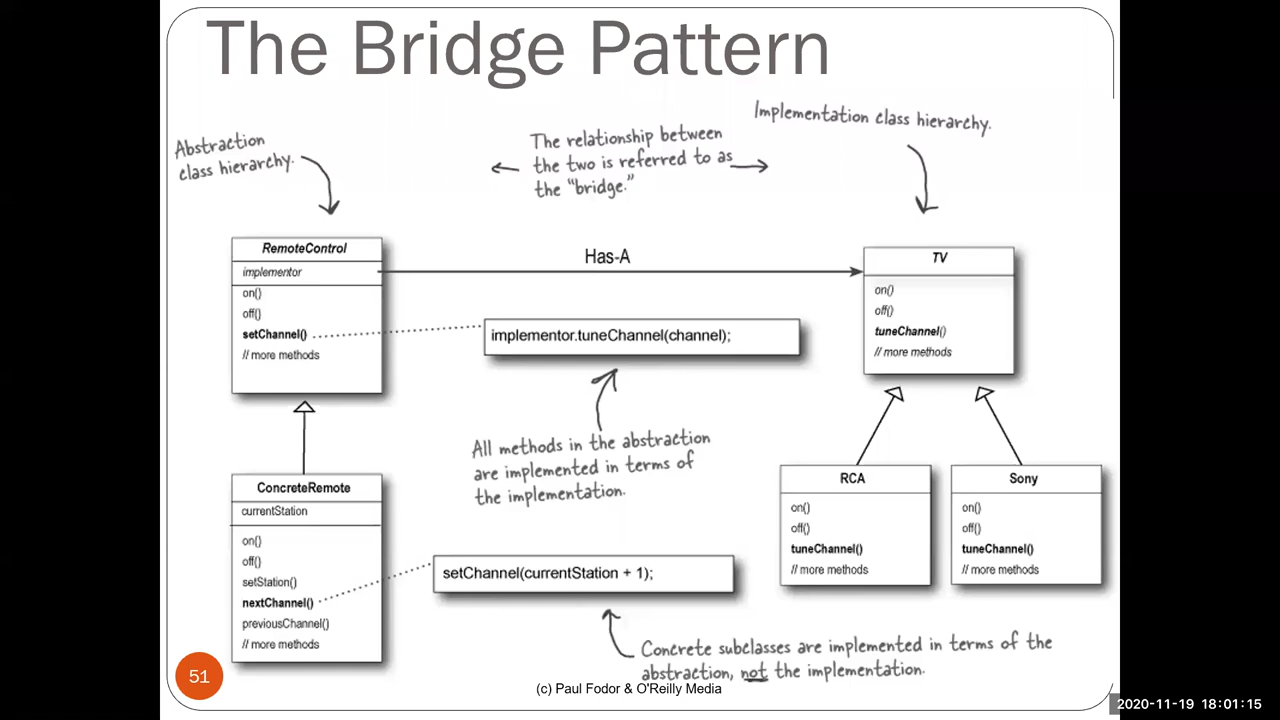 The Bridge Pattern
Abstraction
class hierarchy.
The relationship between
the two is referred to as
the "bridge."
Implementation class hierarchy.
RemoteControl
implementor
on()
off()
setChannel()
// more methods
Has-A
implementor.tuneChannel(channel);
TV
on()
off()
tuneChannel()
// more methods
All methods in the abstraction
are implemented in terms of
the implementation.
ConcreteRemote
currentStation
on()
off()
setStation()
nextChannel()
previousChannel()
// more methods
setChannel(currentStation + 1);
RCA
on()
off()
tuneChannel()
// more methods
Sony
on()
off()
tuneChannel()
// more methods
Concrete subclasses are implemented in terms of the
abstraction, not the implementation.
51
(c) Paul Fodor & O'Reilly Media
2020-11-19 18:01:15